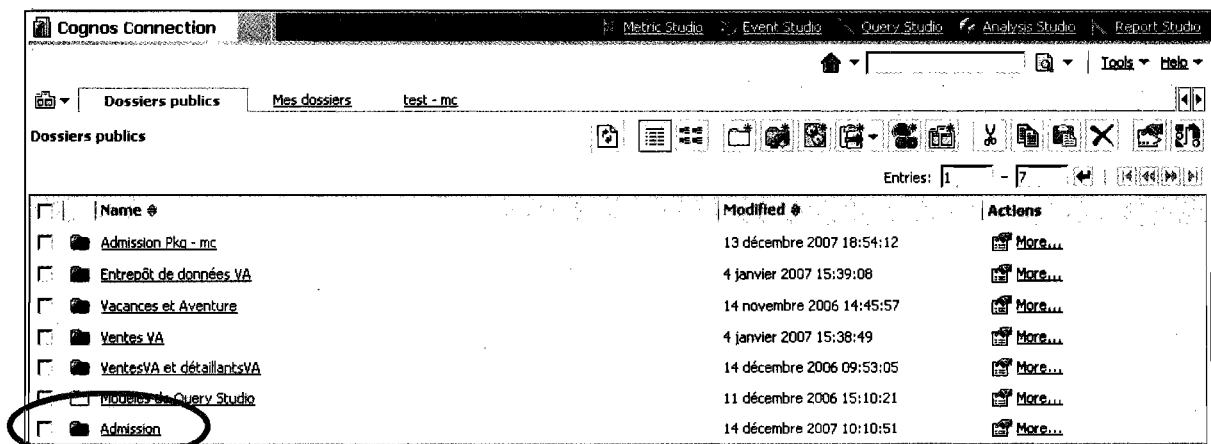 Cognos Connection Metric Studio Event Studio Query Studio Analysis Studio Report Studio
Tools Help
Dossiers publics Mes dossiers test - mc
Dossiers publics
Entries: 1 - 7
Name Modified Actions
Admission Pkg - mc 13 décembre 2007 18:54:12 More...
Entrepôt de données VA 4 janvier 2007 15:39:08 More...
Vacances et Aventure 14 novembre 2006 14:45:57 More...
Ventes VA 4 janvier 2007 15:38:49 More...
VentesVA et détaillantsVA 14 décembre 2006 09:53:05 More...
Modèles de Query Studio 11 décembre 2006 15:10:21 More...
Admission 14 décembre 2007 10:10:51 More...